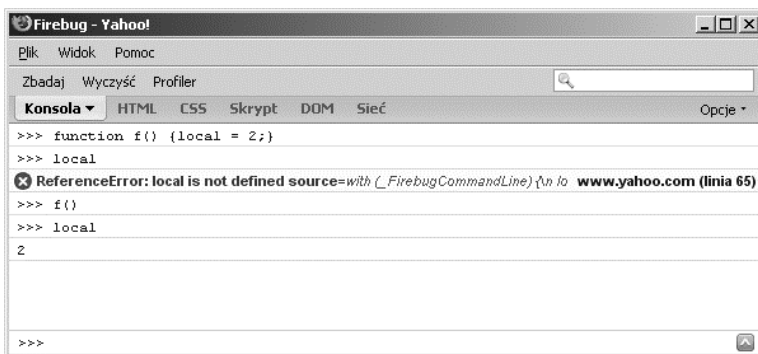 Firebug - Yahoo!
Plik Widok Pomoc
Zbadaj Wyczyść Profiler
Konsola HTML CSS Skrypt DOM Sieć Opcje
>>> function f() {local = 2;}
>>> local
ReferenceError: local is not defined source=with (_FirebugCommandLine) {\n lo www.yahoo.com (linia 65)
>>> f()
>>> local
2
>>>